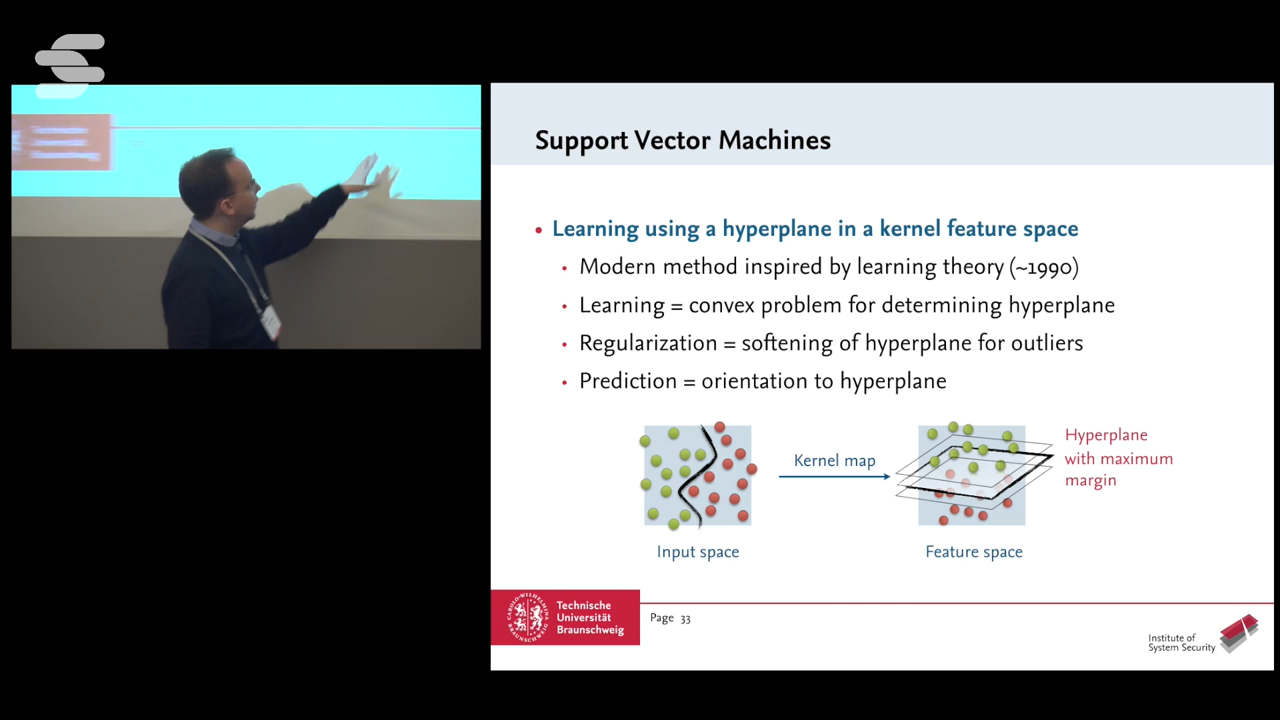 Support Vector Machines
• Learning using a hyperplane in a kernel feature space
• Modern method inspired by learning theory (~1990)
• Learning = convex problem for determining hyperplane
• Regularization = softening of hyperplane for outliers
• Prediction = orientation to hyperplane
Kernel map
Hyperplane
with maximum
margin
Input space
Feature space
Technische
Universität
Braunschweig
Page 33
Institute of
System Security